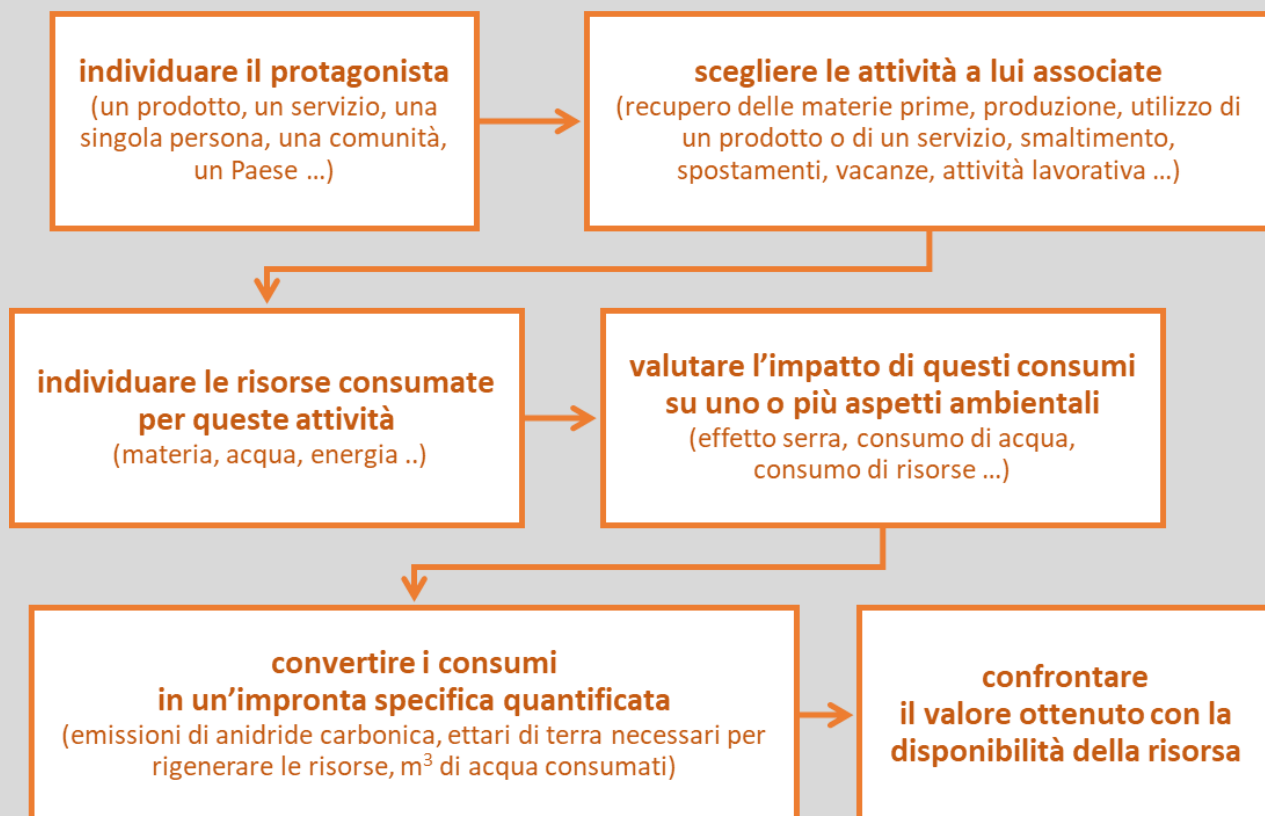 individuare il protagonista
(un prodotto, un servizio, una
singola persona, una comunità,
un Paese ...)
scegliere le attività a lui associate
(recupero delle materie prime, produzione, utilizzo di
un prodotto o di un servizio, smaltimento,
spostamenti, vacanze, attività lavorativa ...)
individuare le risorse consumate
per queste attività
(materia, acqua, energia ..)
valutare l'impatto di questi consumi
su uno o più aspetti ambientali
(effetto serra, consumo di acqua,
consumo di risorse ...)
convertire i consumi
in un'impronta specifica quantificata
(emissioni di anidride carbonica, ettari di terra necessari per
rigenerare le risorse, m³ di acqua consumati)
confrontare
il valore ottenuto con la
disponibilità della risorsa